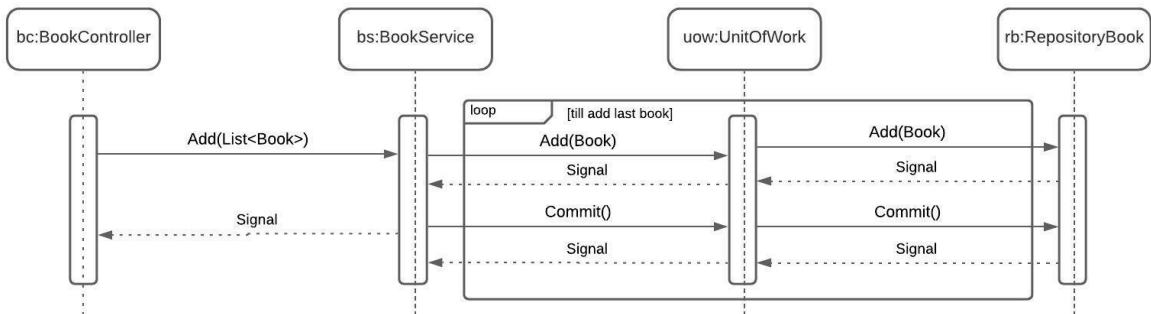 bc:BookController
bs:BookService
uow:UnitOfWork
rb:RepositoryBook
loop
[till add last book]
Add(List<Book>)
Add(Book)
Add(Book)
Signal
Signal
Signal
Commit()
Commit()
Signal
Signal